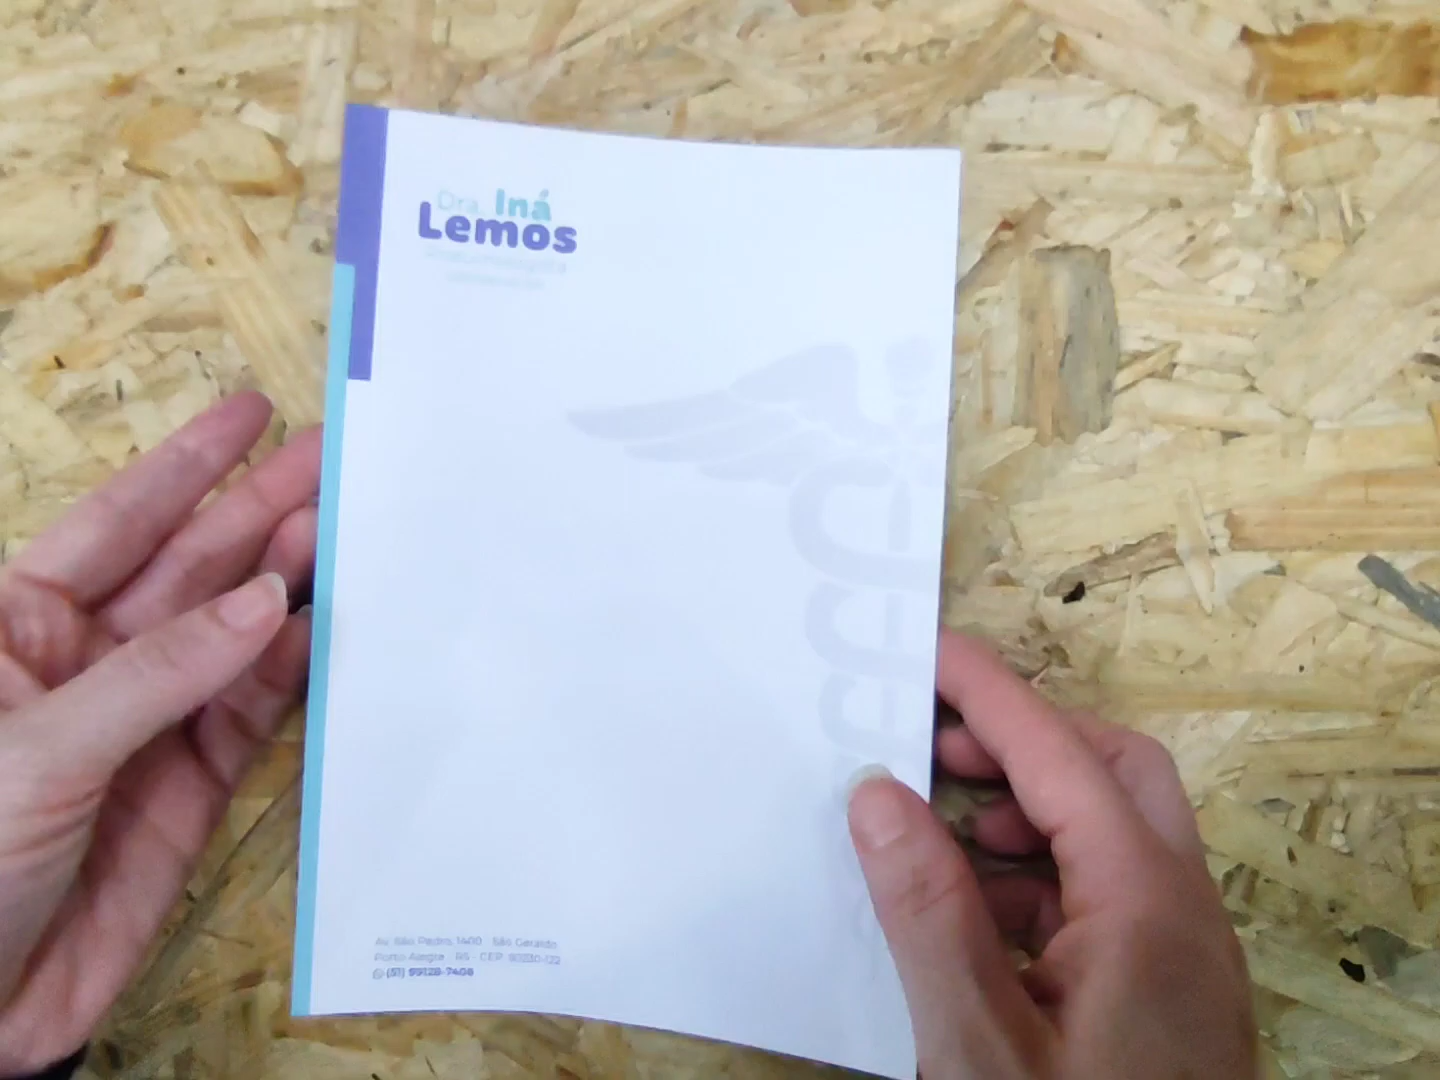 Dra. Iná
Lemos
Av. São Pedro, 1400 - São Geraldo
Porto Alegre - RS - CEP: 90230-122
(51) 99128-7408